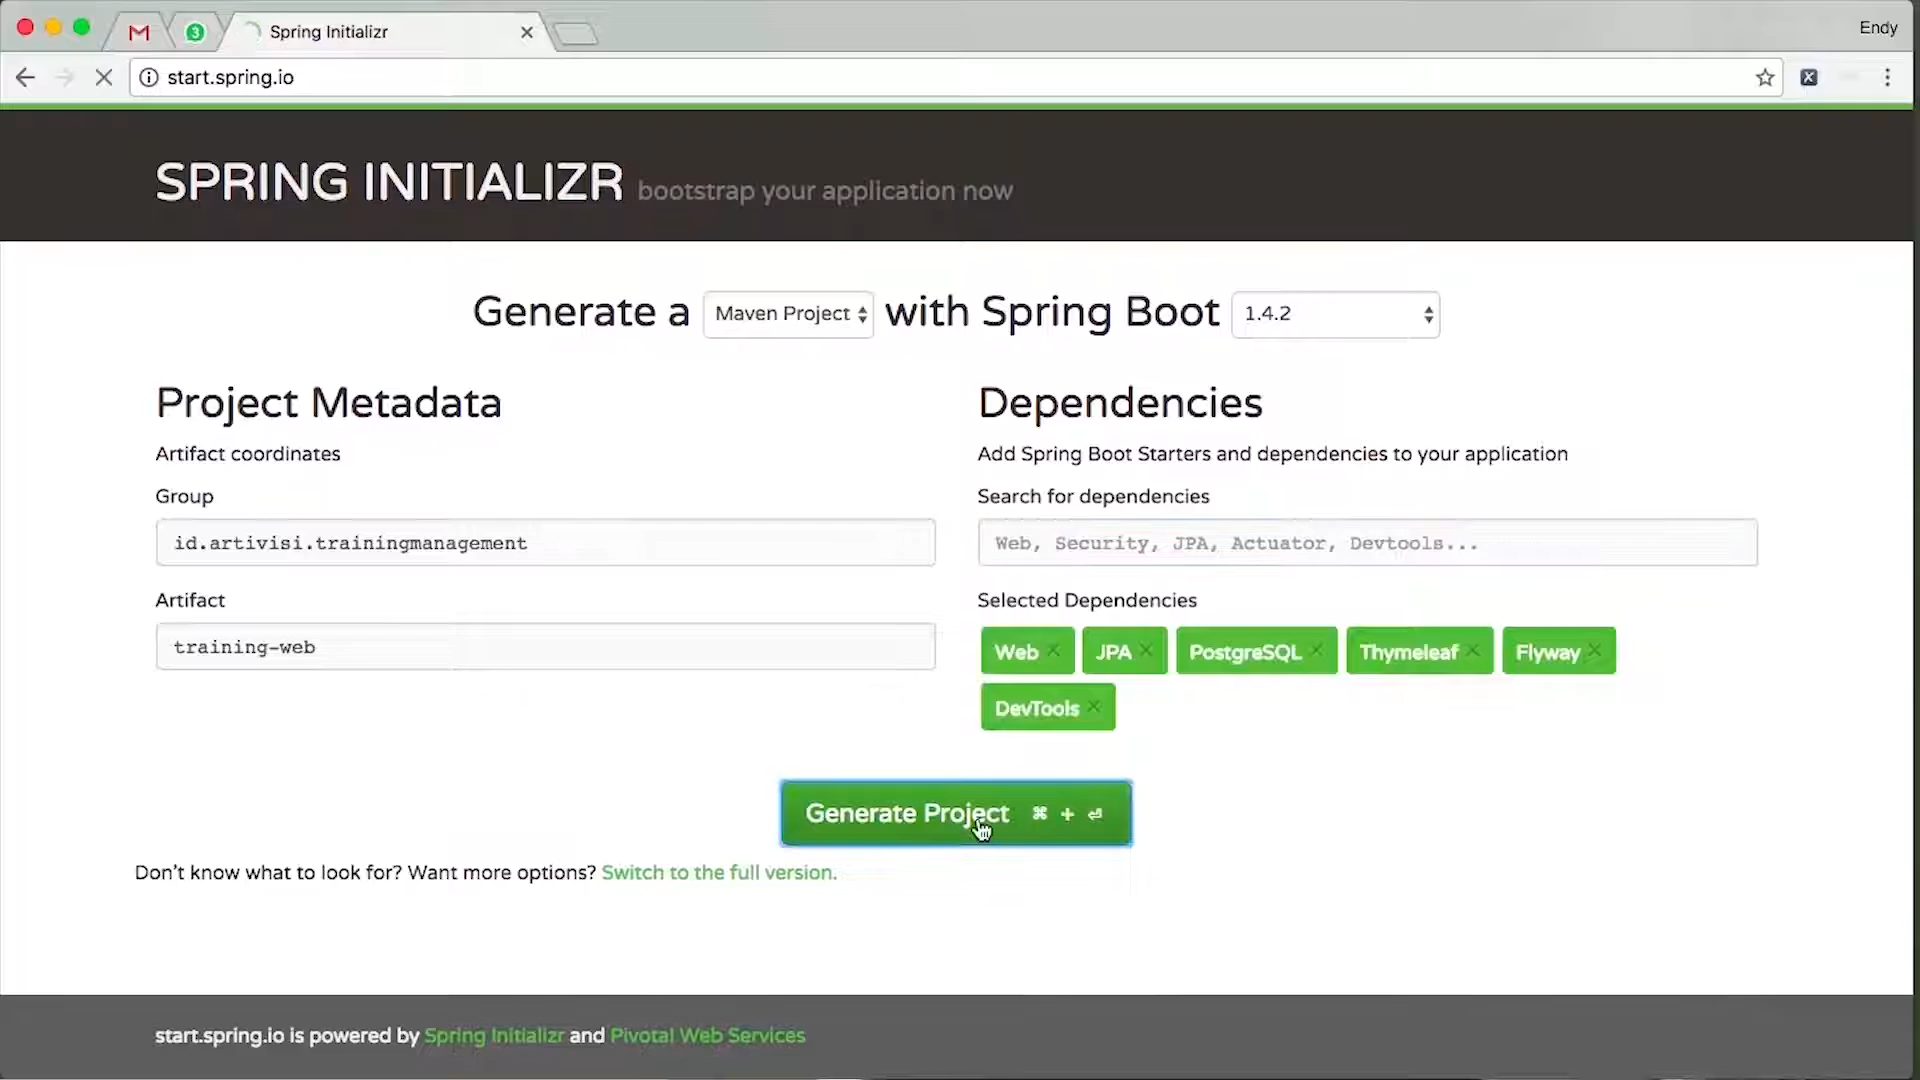 3
Spring Initializr
Endy
start.spring.io
SPRING INITIALIZR bootstrap your application now
Generate a Maven Project with Spring Boot 1.4.2
Project Metadata
Artifact coordinates
Group
id.artivisi.trainingmanagement
Artifact
training-web
Dependencies
Add Spring Boot Starters and dependencies to your application
Search for dependencies
Web, Security, JPA, Actuator, Devtools...
Selected Dependencies
Web × JPA × PostgreSQL × Thymeleaf × Flyway ×
DevTools ×
Generate Project ⌘ + ⏎
Don't know what to look for? Want more options? Switch to the full version.
start.spring.io is powered by Spring Initializr and Pivotal Web Services